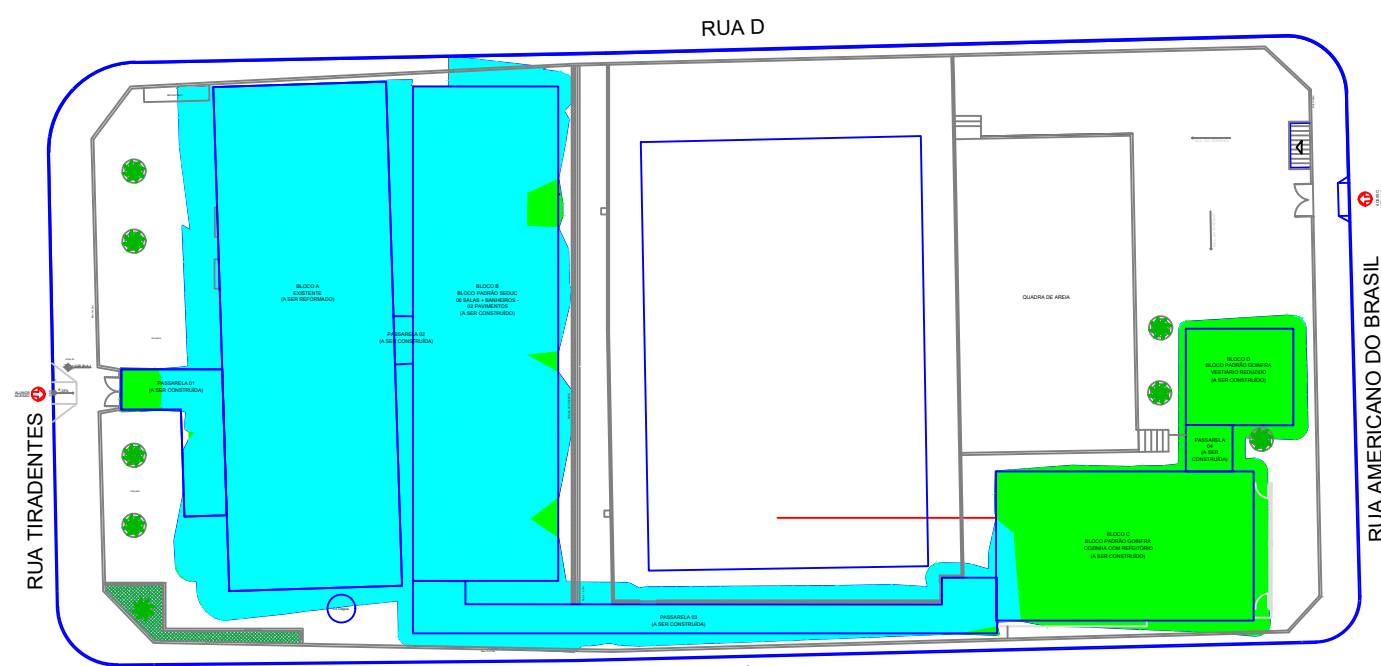 RUA D
BLOCO A
EXISTENTE
(A SER REFORMADO)
BLOCO B
BLOCO PADRÃO SEDUC
06 SALAS + BANHEIROS -
02 PAVIMENTOS
(A SER CONSTRUÍDO)
PASSARELA 02
(A SER CONSTRUÍDA)
QUADRA DE AREIA
PASSARELA 01
(A SER CONSTRUÍDA)
BLOCO D
BLOCO PADRÃO GOINFRA
VESTIÁRIO REDUZIDO
(A SER CONSTRUÍDO)
PASSARELA
04
(A SER
CONSTRUÍDA)
BLOCO C
BLOCO PADRÃO GOINFRA
COZINHA COM REFEITÓRIO
(A SER CONSTRUÍDO)
PASSARELA 03
(A SER CONSTRUÍDA)
RUA TIRADENTES
RUA AMERICANO DO BRASIL